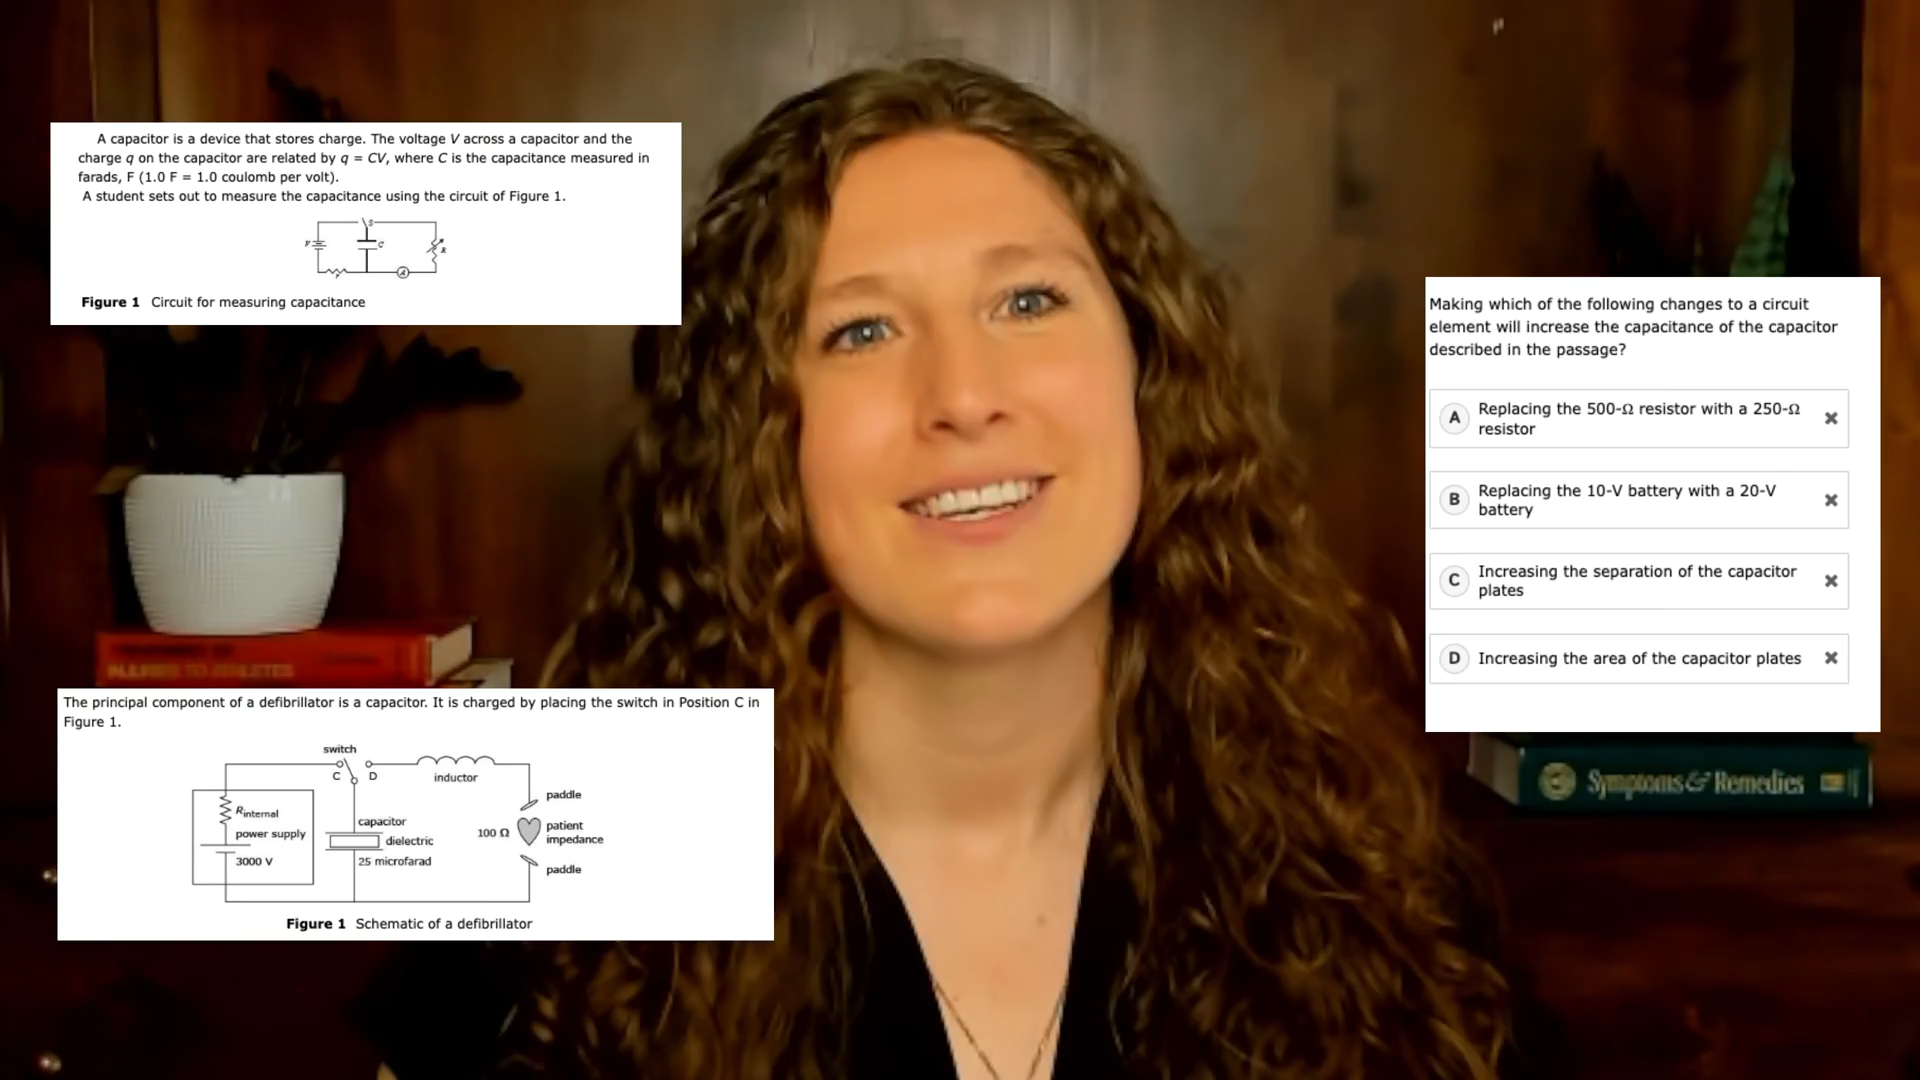 A capacitor is a device that stores charge. The voltage V across a capacitor and the
charge q on the capacitor are related by q = CV, where C is the capacitance measured in
farads, F (1.0 F = 1.0 coulomb per volt).
A student sets out to measure the capacitance using the circuit of Figure 1.
S
V
C
R
r
A
Figure 1 Circuit for measuring capacitance
Making which of the following changes to a circuit
element will increase the capacitance of the capacitor
described in the passage?
A Replacing the 500-Ω resistor with a 250-Ω
resistor
B Replacing the 10-V battery with a 20-V
battery
C Increasing the separation of the capacitor
plates
D Increasing the area of the capacitor plates
The principal component of a defibrillator is a capacitor. It is charged by placing the switch in Position C in
Figure 1.
switch
C D
inductor
paddle
Rinternal
power supply
3000 V
capacitor
dielectric
25 microfarad
100 Ω
patient
impedance
paddle
Figure 1 Schematic of a defibrillator
Symptoms & Remedies